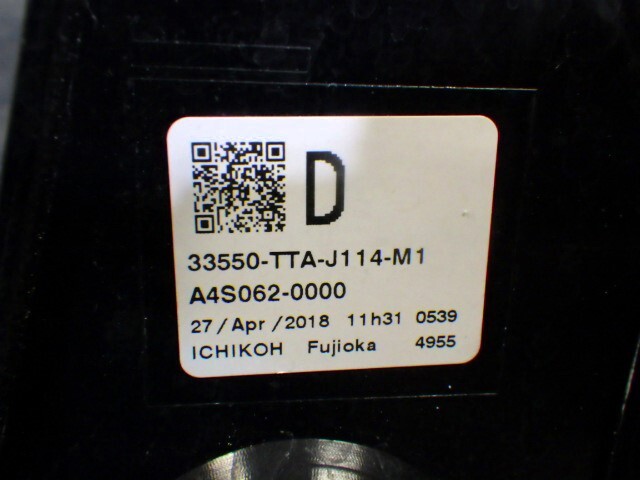 D
33550-TTA-J114-M1
A4S062-0000
27/Apr/2018 11h31 0539
ICHIKOH Fujioka 4955